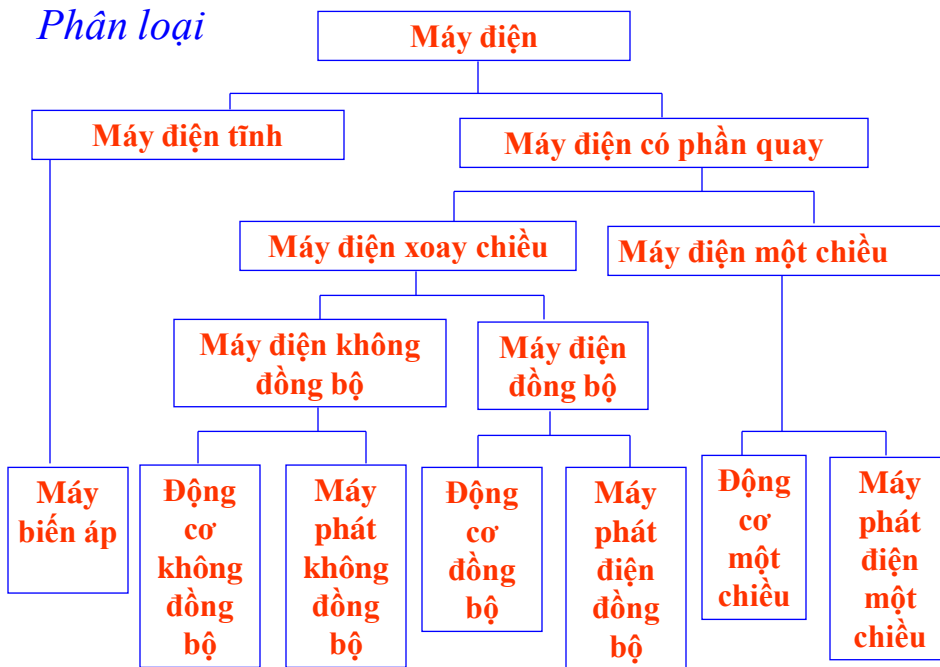 Phân loại
Máy điện
Máy điện tĩnh
Máy điện có phần quay
Máy điện xoay chiều
Máy điện một chiều
Máy điện không
đồng bộ
Máy điện
đồng bộ
Máy
biến áp
Động
cơ
không
đồng
bộ
Máy
phát
không
đồng
bộ
Động
cơ
đồng
bộ
Máy
phát
điện
đồng
bộ
Động
cơ
một
chiều
Máy
phát
điện
một
chiều